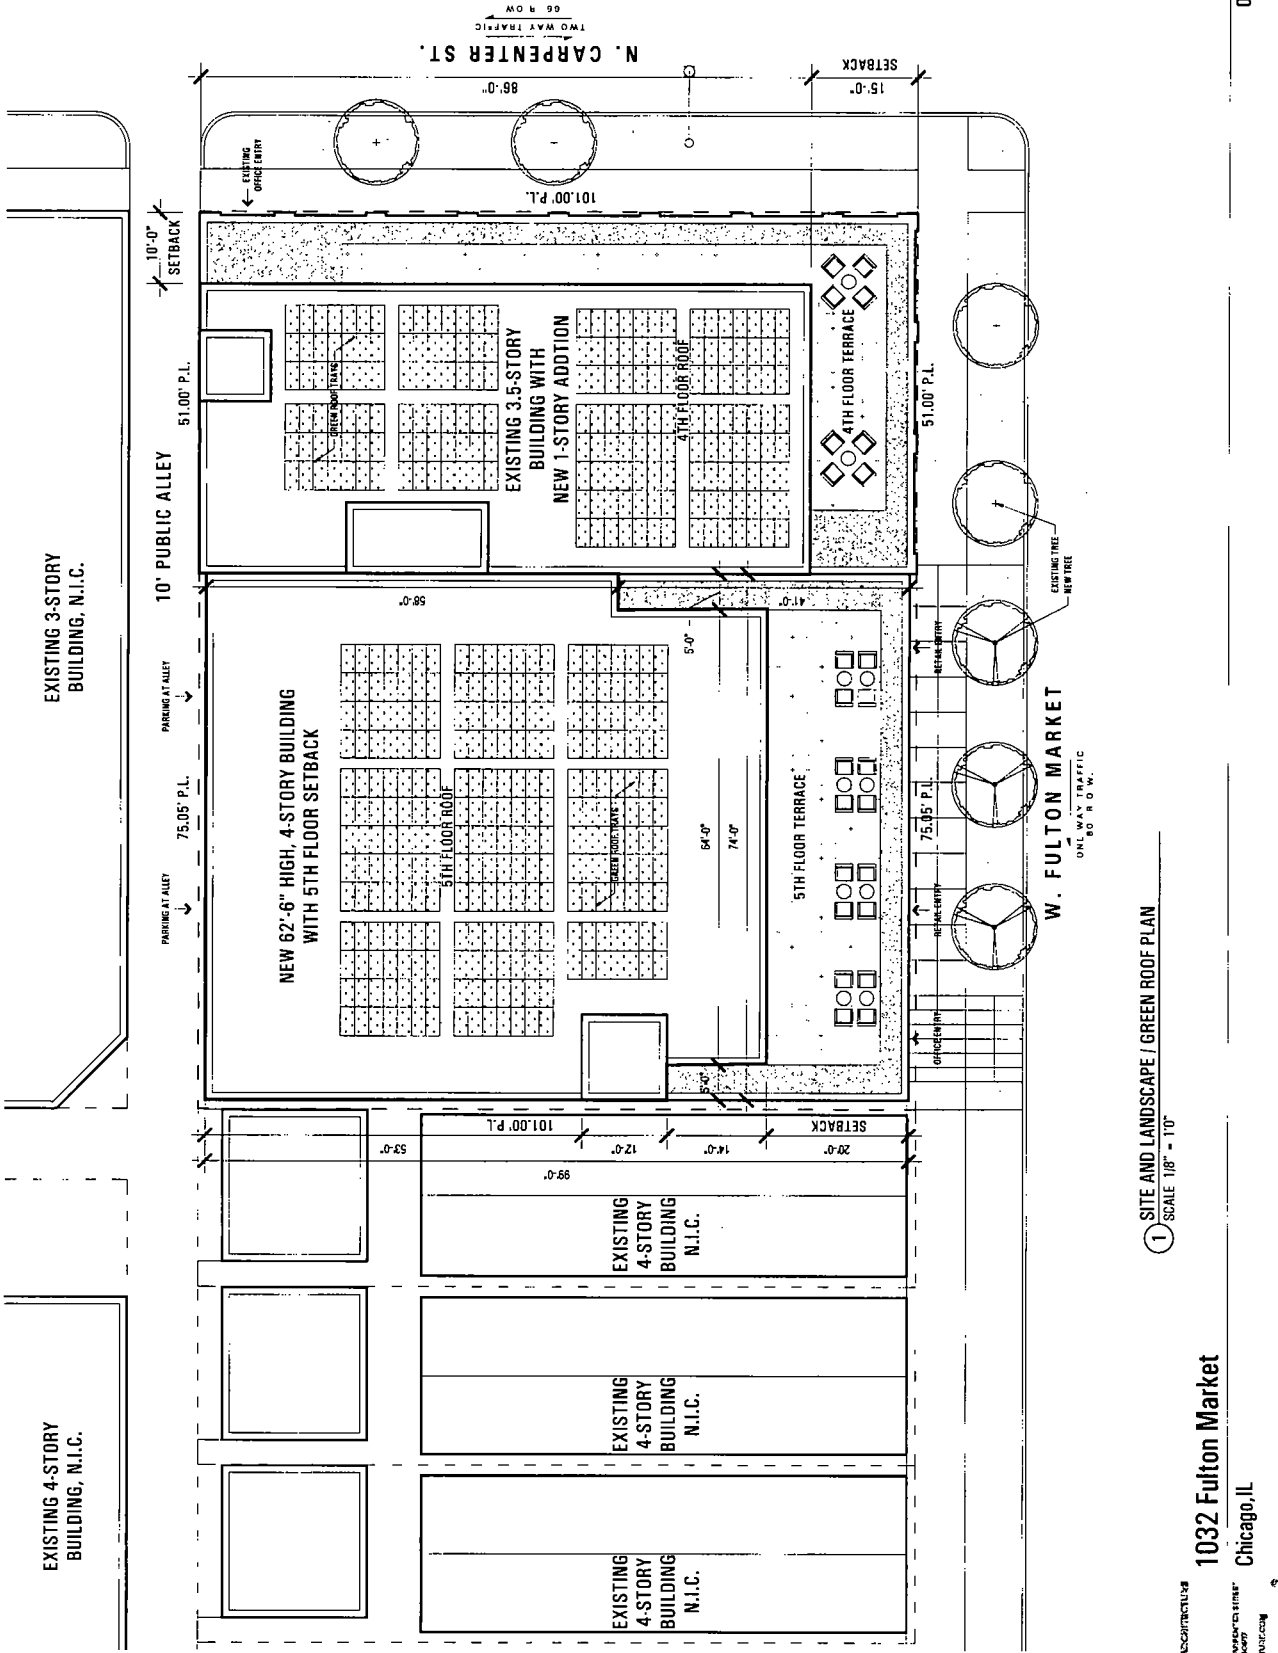 N. CARPENTER ST.
TWO WAY TRAFFIC
66 R O W
86'-0"
15'-0"
SETBACK
EXISTING
OFFICE ENTRY
101.00' P.L.
10'-0"
SETBACK
51.00' P.L.
10' PUBLIC ALLEY
EXISTING 3-STORY
BUILDING, N.I.C.
GREEN ROOF TRAYS
EXISTING 3.5-STORY
BUILDING WITH
NEW 1-STORY ADDTION
4TH FLOOR ROOF
4TH FLOOR TERRACE
51.00' P.L.
EXISTING TREE
NEW TREE
PARKING AT ALLEY
75.05' P.L.
PARKING AT ALLEY
58'-0"
41'-0"
5'-0"
NEW 62'-6" HIGH, 4-STORY BUILDING
WITH 5TH FLOOR SETBACK
5TH FLOOR ROOF
GREEN ROOF TRAYS
64'-0"
74'-0"
5TH FLOOR TERRACE
RETAIL ENTRY
75.05' P.L.
RETAIL ENTRY
OFFICE ENTRY
W. FULTON MARKET
ONE WAY TRAFFIC
80 R O W.
5'-0"
101.00' P.L.
SETBACK
53'-0"
12'-0"
14'-0"
20'-0"
99'-0"
EXISTING
4-STORY
BUILDING
N.I.C.
EXISTING
4-STORY
BUILDING
N.I.C.
EXISTING
4-STORY
BUILDING
N.I.C.
EXISTING 4-STORY
BUILDING, N.I.C.
1 SITE AND LANDSCAPE / GREEN ROOF PLAN
SCALE 1/8" = 1'0"
1032 Fulton Market
Chicago, IL